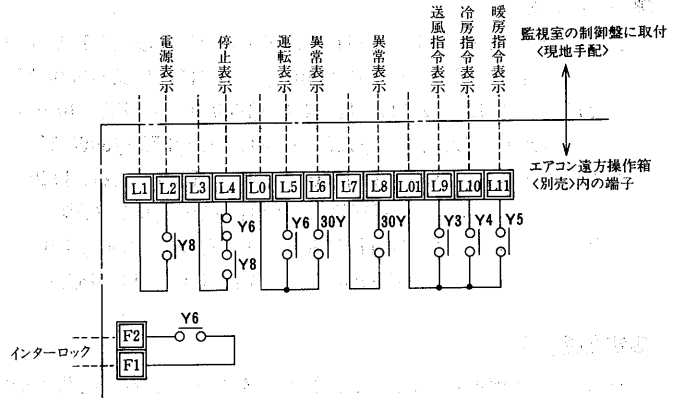 電源表示
停止表示
運転表示
異常表示
異常表示
送風指令表示
冷房指令表示
暖房指令表示
監視室の制御盤に取付
〈現地手配〉
エアコン遠方操作箱
〈別売〉内の端子
L1 L2 L3 L4 L0 L5 L6 L7 L8 L01 L9 L10 L11
Y8
Y6
Y8
Y6
30Y
30Y
Y3
Y4
Y5
インターロック
F2
F1
Y6